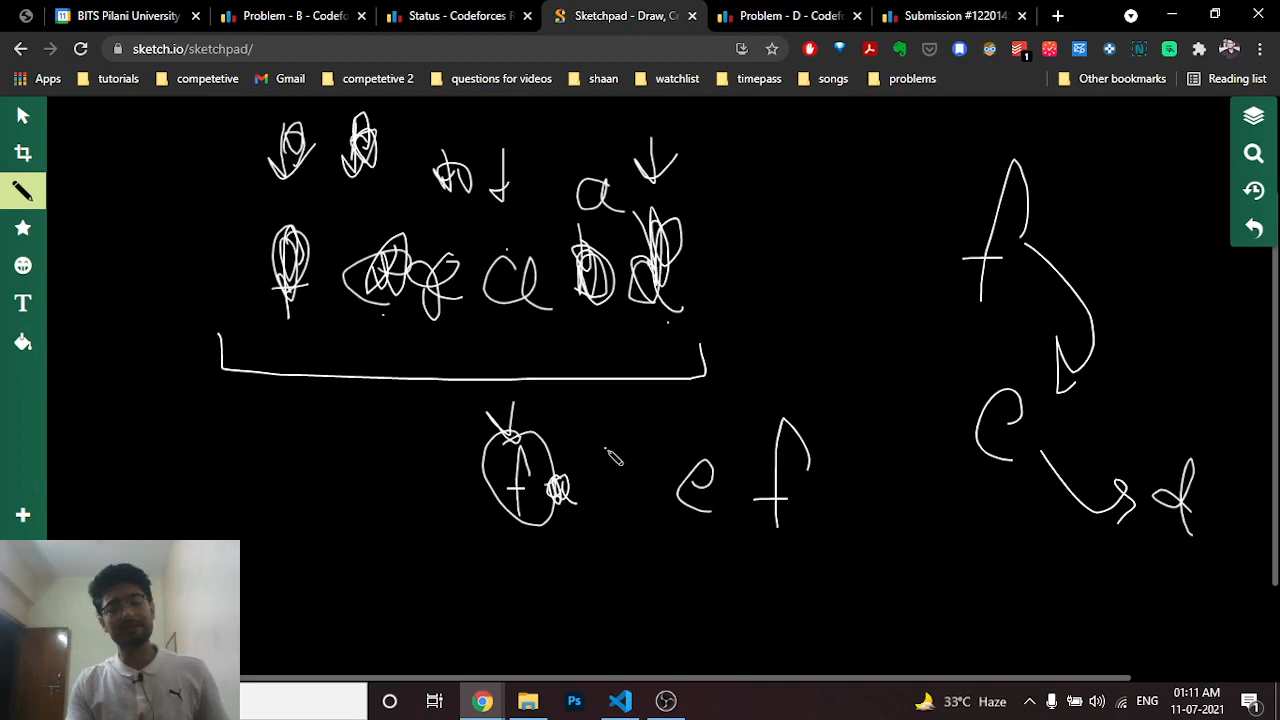 BITS Pilani University
Problem - B - Codefo
Status - Codeforces R
Sketchpad - Draw, C
Problem - D - Codef
Submission #122014
sketch.io/sketchpad/
1
Apps tutorials competetive Gmail competetive 2 questions for videos shaan watchlist timepass songs problems Other bookmarks Reading list
a
a
f
e
f
e f
d
T
33°C Haze
ENG
01:11 AM
11-07-2021